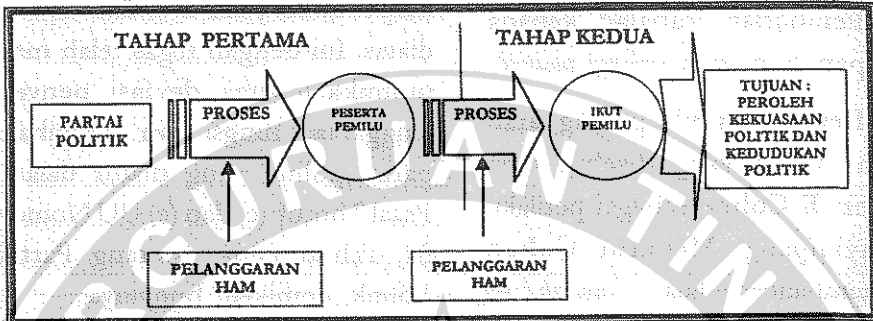 TAHAP PERTAMA
TAHAP KEDUA
PARTAI
POLITIK
PROSES
PESERTA
PEMILU
PROSES
IKUT
PEMILU
TUJUAN :
PEROLEH
KEKUASAAN
POLITIK DAN
KEDUDUKAN
POLITIK
PELANGGARAN
HAM
PELANGGARAN
HAM